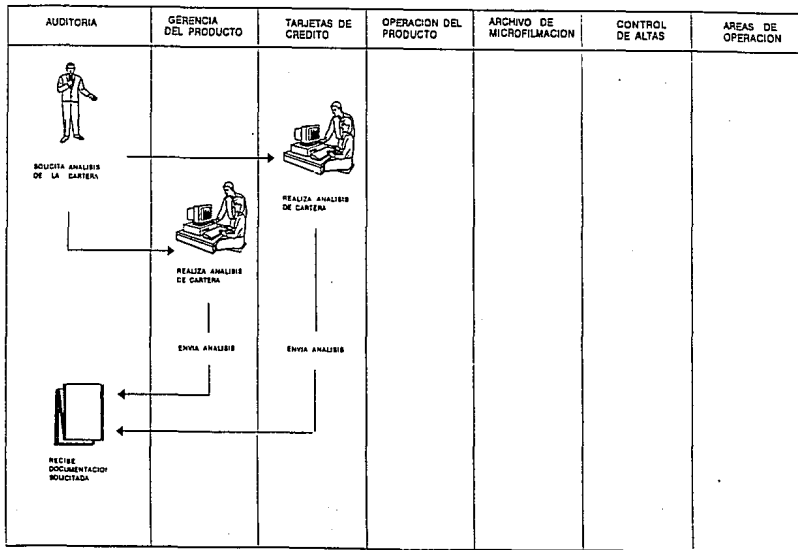 AUDITORIA
GERENCIA
DEL PRODUCTO
TARJETAS DE
CREDITO
OPERACION DEL
PRODUCTO
ARCHIVO DE
MICROFILMACION
CONTROL
DE ALTAS
AREAS DE
OPERACION
SOLICITA ANALISIS
DE LA CARTERA
REALIZA ANALISIS
DE CARTERA
REALIZA ANALISIS
DE CARTERA
ENVIA ANALISIS
ENVIA ANALISIS
RECIBE
DOCUMENTACION
SOLICITADA